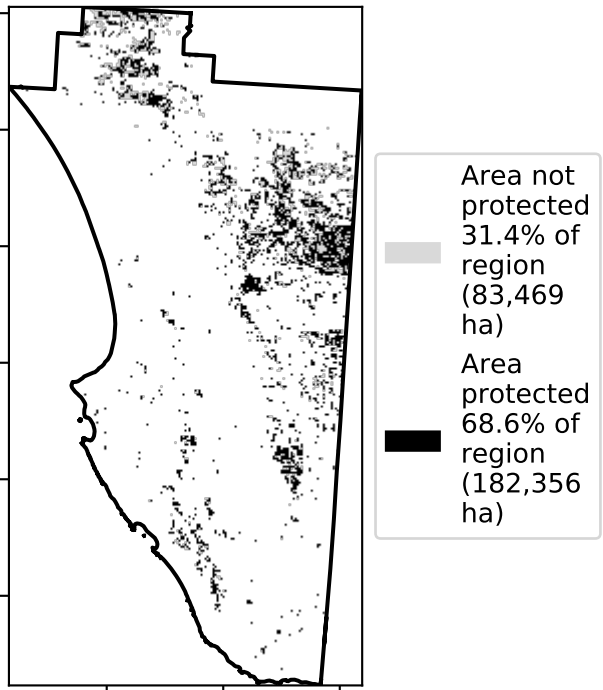 Area not
protected
31.4% of
region
(83,469
ha)
Area
protected
68.6% of
region
(182,356
ha)